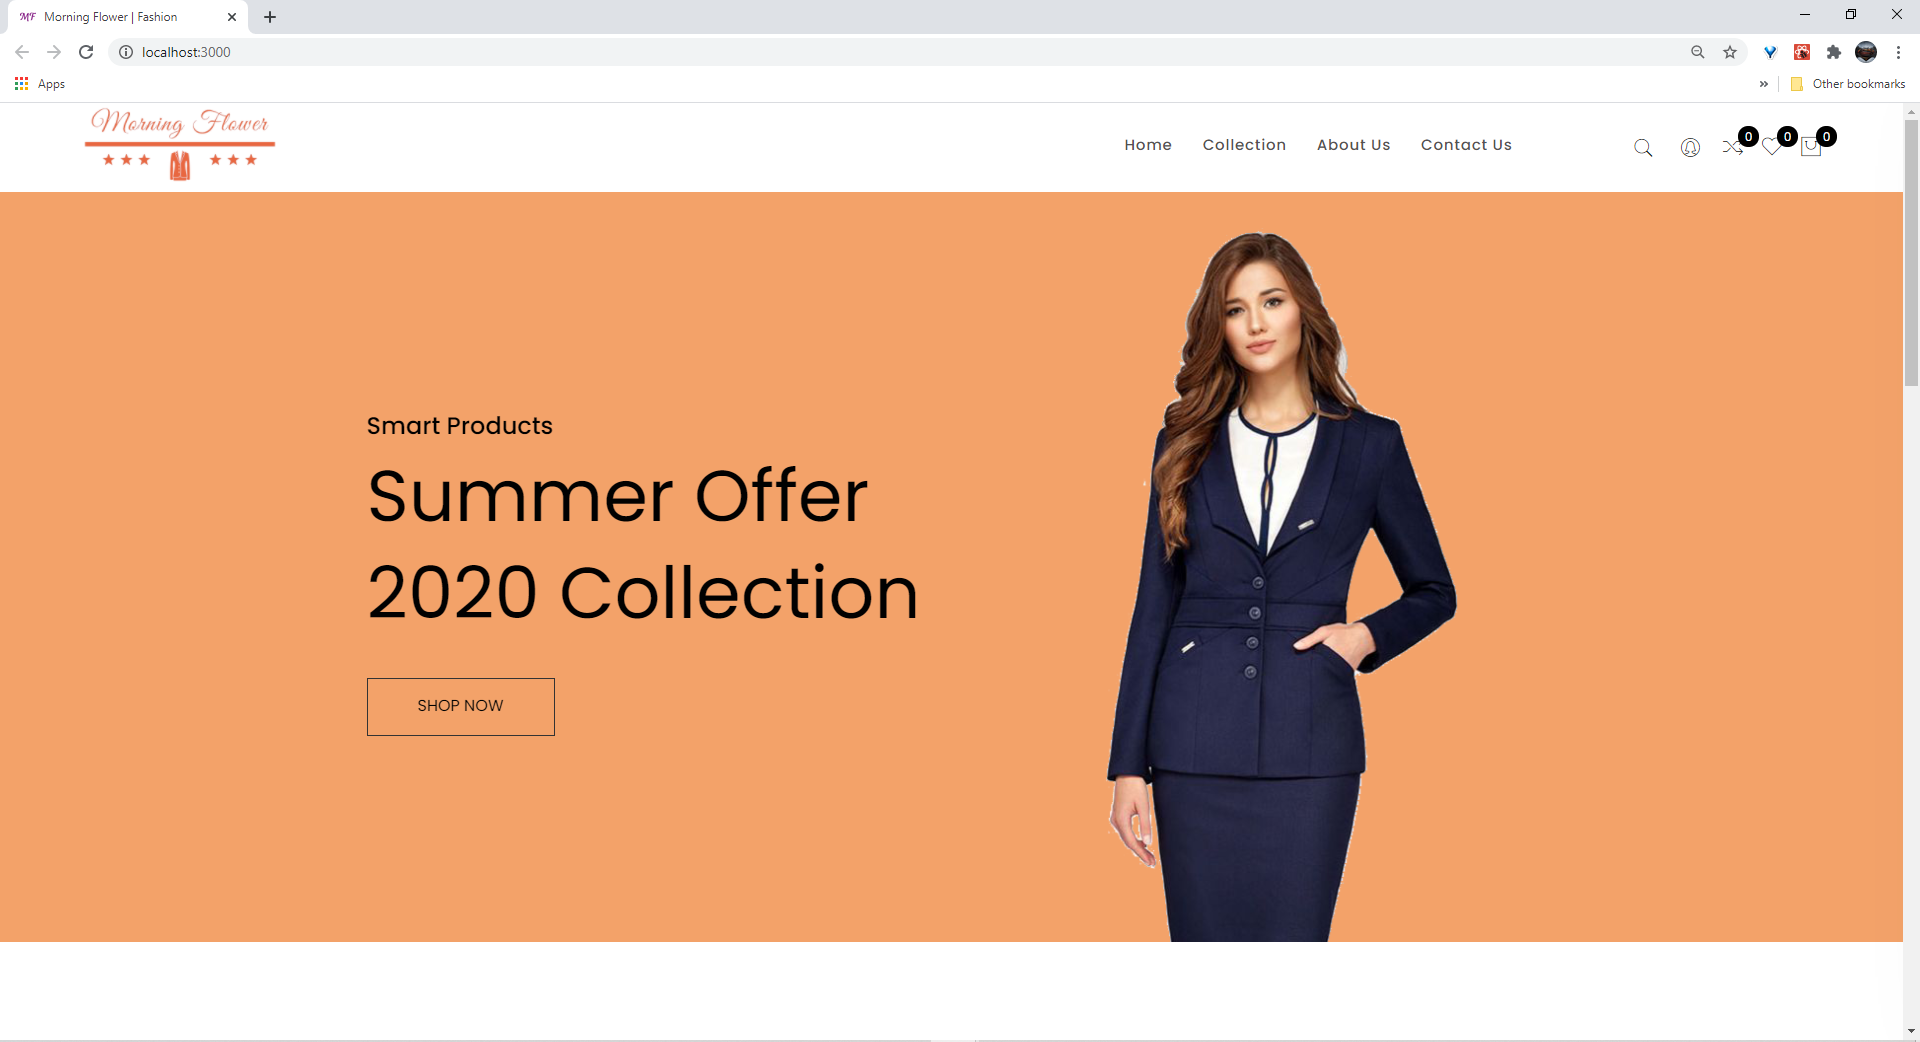 MF Morning Flower | Fashion
localhost:3000
Apps
Other bookmarks
Morning Flower
Home Collection About Us Contact Us 0 0 0
Smart Products
Summer Offer
2020 Collection
SHOP NOW